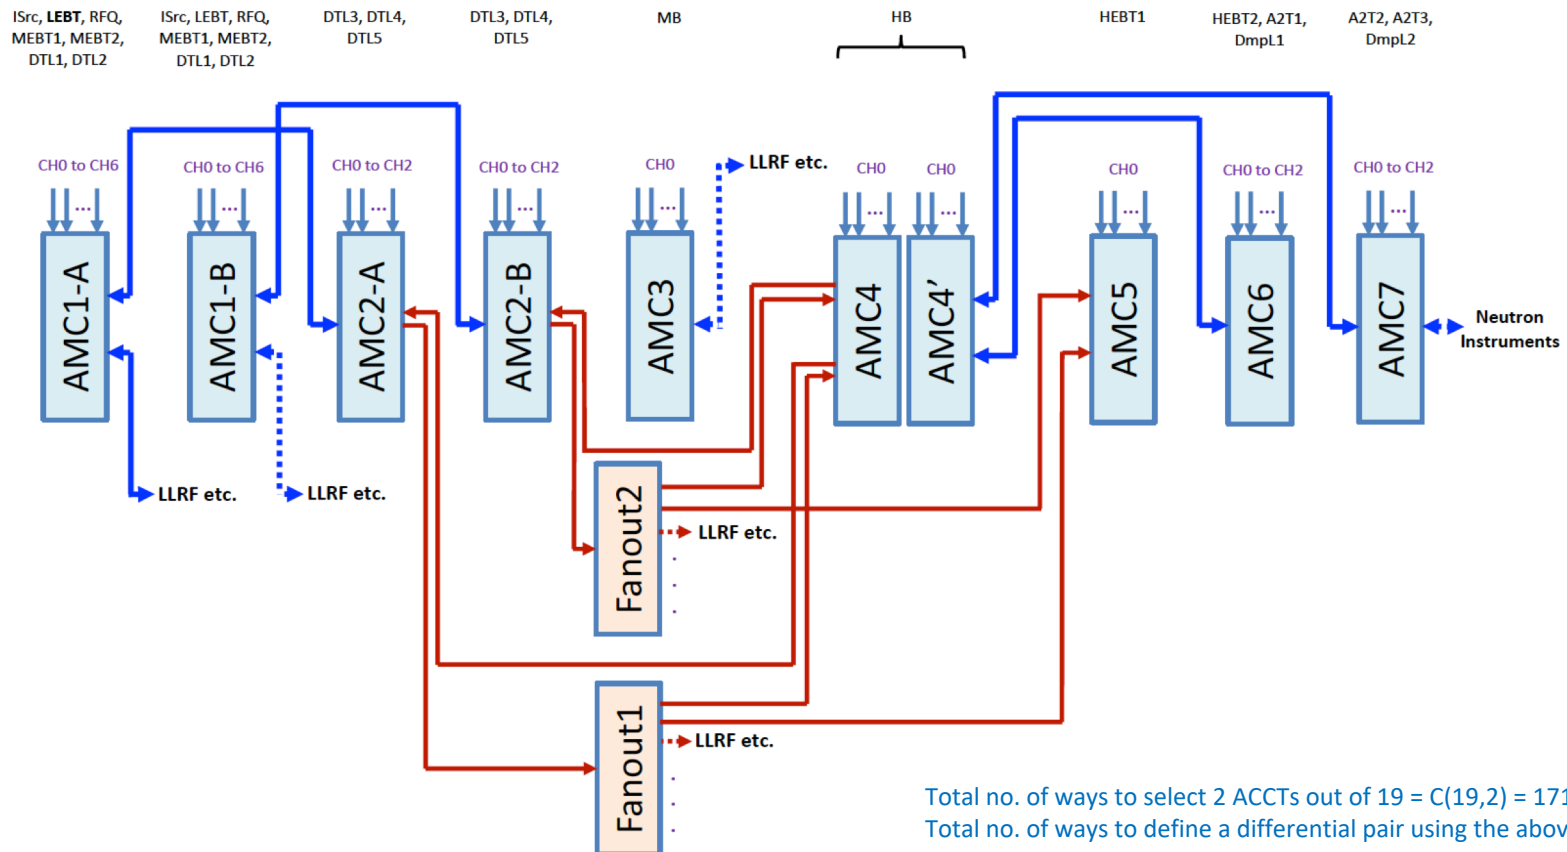 ISrc, LEBT, RFQ,
MEBT1, MEBT2,
DTL1, DTL2
ISrc, LEBT, RFQ,
MEBT1, MEBT2,
DTL1, DTL2
DTL3, DTL4,
DTL5
DTL3, DTL4,
DTL5
MB
HB
HEBT1
HEBT2, A2T1,
DmpL1
A2T2, A2T3,
DmpL2
CH0 to CH6
CH0 to CH6
CH0 to CH2
CH0 to CH2
CH0
LLRF etc.
CH0
CH0
CH0
CH0 to CH2
CH0 to CH2
...
...
...
...
...
...
...
...
...
...
AMC1-A
AMC1-B
AMC2-A
AMC2-B
AMC3
AMC4
AMC4'
AMC5
AMC6
AMC7
Neutron
Instruments
LLRF etc.
LLRF etc.
Fanout2
LLRF etc.
Fanout1
LLRF etc.
Total no. of ways to select 2 ACCTs out of 19 = C(19,2) = 171
Total no. of ways to define a differential pair using the abov